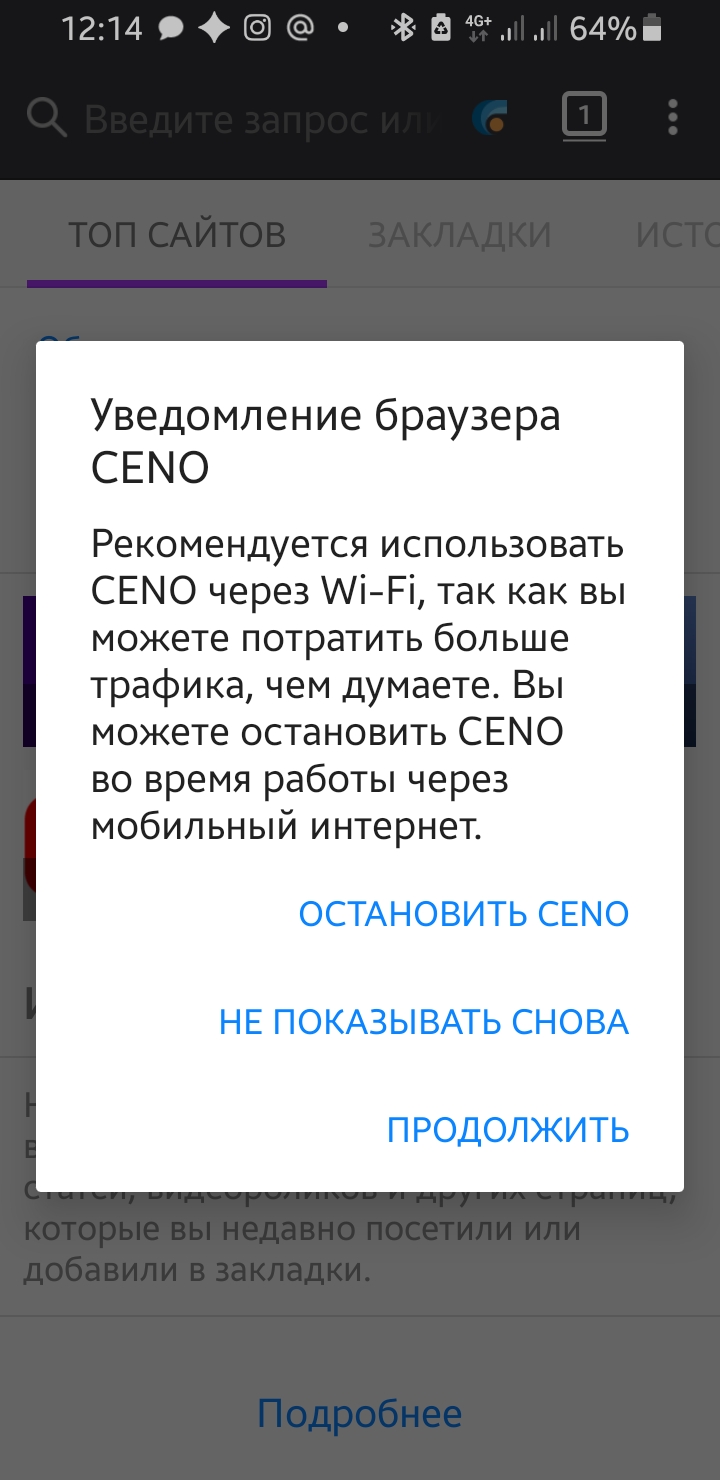 12:14
4G+
64%
Введите запрос или
1
ТОП САЙТОВ ЗАКЛАДКИ ИСТО
Уведомление браузера
CENO
Рекомендуется использовать
CENO через Wi-Fi, так как вы
можете потратить больше
трафика, чем думаете. Вы
можете остановить CENO
во время работы через
мобильный интернет.
ОСТАНОВИТЬ CENO
НЕ ПОКАЗЫВАТЬ СНОВА
ПРОДОЛЖИТЬ
статей, видеороликов и других страниц,
которые вы недавно посетили или
добавили в закладки.
Подробнее